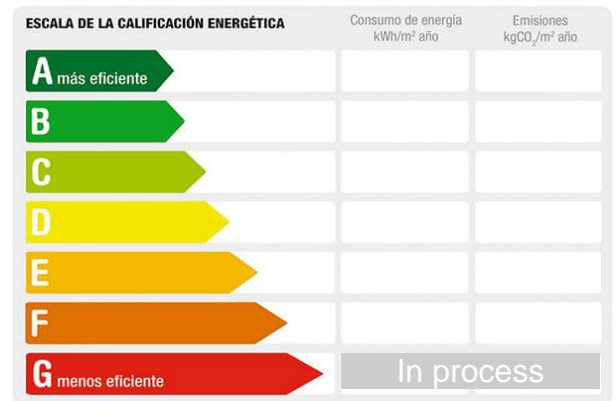 ESCALA DE LA CALIFICACIÓN ENERGÉTICA
Consumo de energía
kWh/m² año
Emisiones
kgCO₂/m² año
A más eficiente
B
C
D
E
F
G menos eficiente
In process